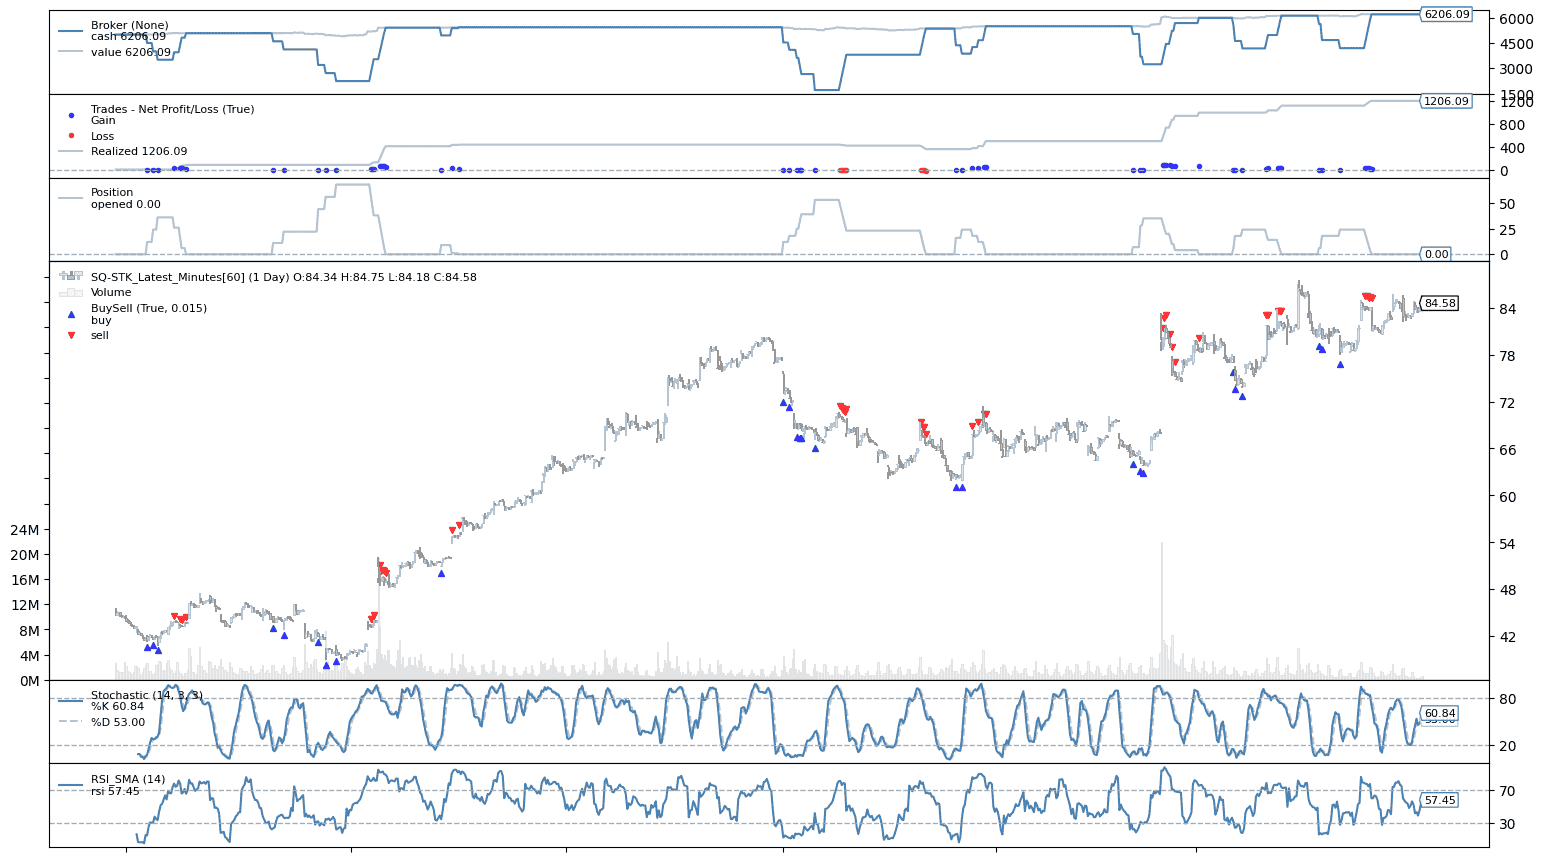 Broker (None)
cash 6206.09
value 6206.09
6206.09
6000
4500
3000
1500
Trades - Net Profit/Loss (True)
Gain
Loss
Realized 1206.09
1206.09
1200
800
400
0
Position
opened 0.00
50
25
0
0.00
SQ-STK_Latest_Minutes[60] (1 Day) O:84.34 H:84.75 L:84.18 C:84.58
Volume
BuySell (True, 0.015)
buy
sell
84.58
84
78
72
66
60
54
48
42
24M
20M
16M
12M
8M
4M
0M
Stochastic (14, 3, 3)
%K 60.84
%D 53.00
80
60.84
53.00
20
RSI_SMA (14)
rsi 57.45
70
57.45
30